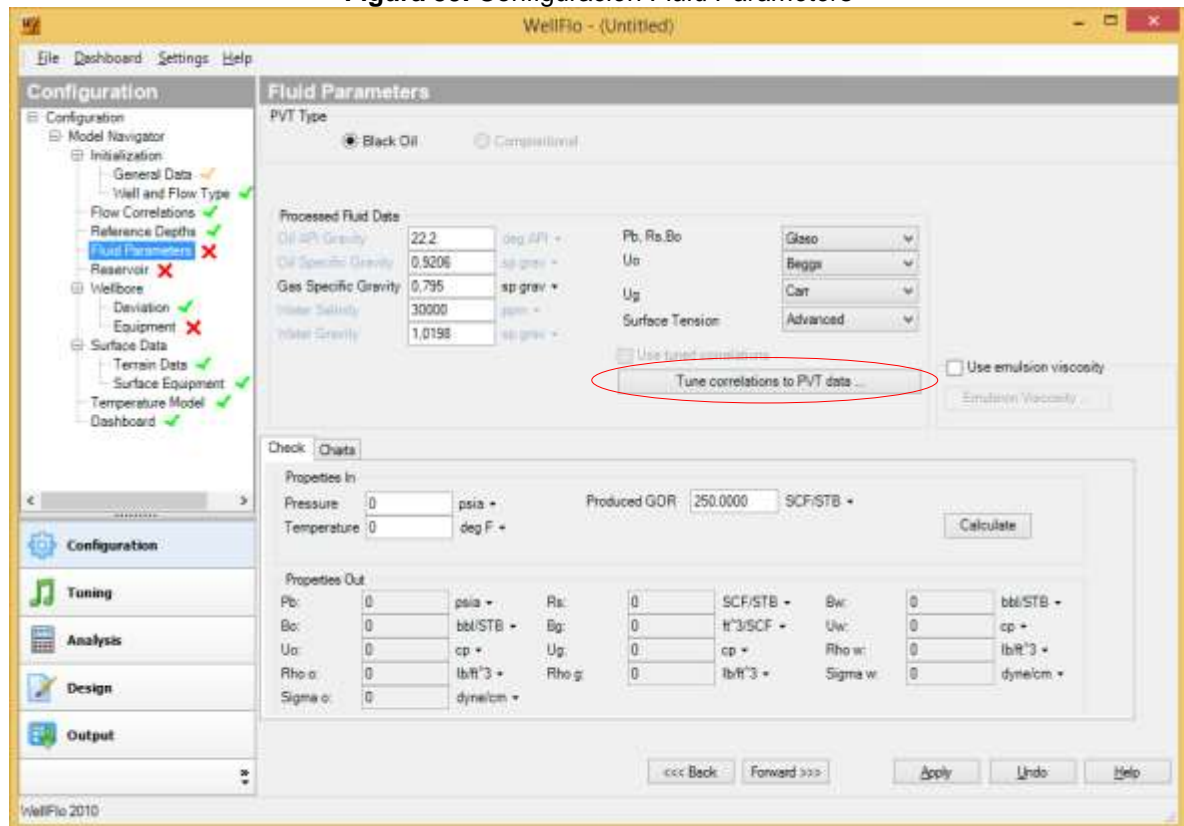 WellFlo - (Untitled)
File Dashboard Settings Help
Configuration
Configuration
Model Navigator
Initialization
General Data
Well and Flow Type
Flow Correlations
Reference Depths
Fluid Parameters
Reservoir
Wellbore
Deviation
Equipment
Surface Data
Terrain Data
Surface Equipment
Temperature Model
Dashboard
Configuration
Tuning
Analysis
Design
Output
Fluid Parameters
PVT Type
Black Oil Compositional
Processed Fluid Data
Oil API Gravity 22.2 deg API
Oil Specific Gravity 0,9206 sp grav
Gas Specific Gravity 0,795 sp grav
Water Salinity 30000 ppm
Water Gravity 1,0198 sp grav
Pb, Rs,Bo Glaso
Uo Beggs
Ug Carr
Surface Tension Advanced
Use tuned correlations
Tune correlations to PVT data ...
Use emulsion viscosity
Emulsion Viscosity ...
Check Charts
Properties In
Pressure 0 psia Produced GOR 250.0000 SCF/STB
Temperature 0 deg F
Calculate
Properties Out
Pb: 0 psia Rs: 0 SCF/STB Bw: 0 bbl/STB
Bo: 0 bbl/STB Bg: 0 ft^3/SCF Uw: 0 cp
Uo: 0 cp Ug: 0 cp Rho w: 0 lb/ft^3
Rho o: 0 lb/ft^3 Rho g: 0 lb/ft^3 Sigma w: 0 dyne/cm
Sigma o: 0 dyne/cm
<<< Back Forward >>> Apply Undo Help
WellFlo 2010